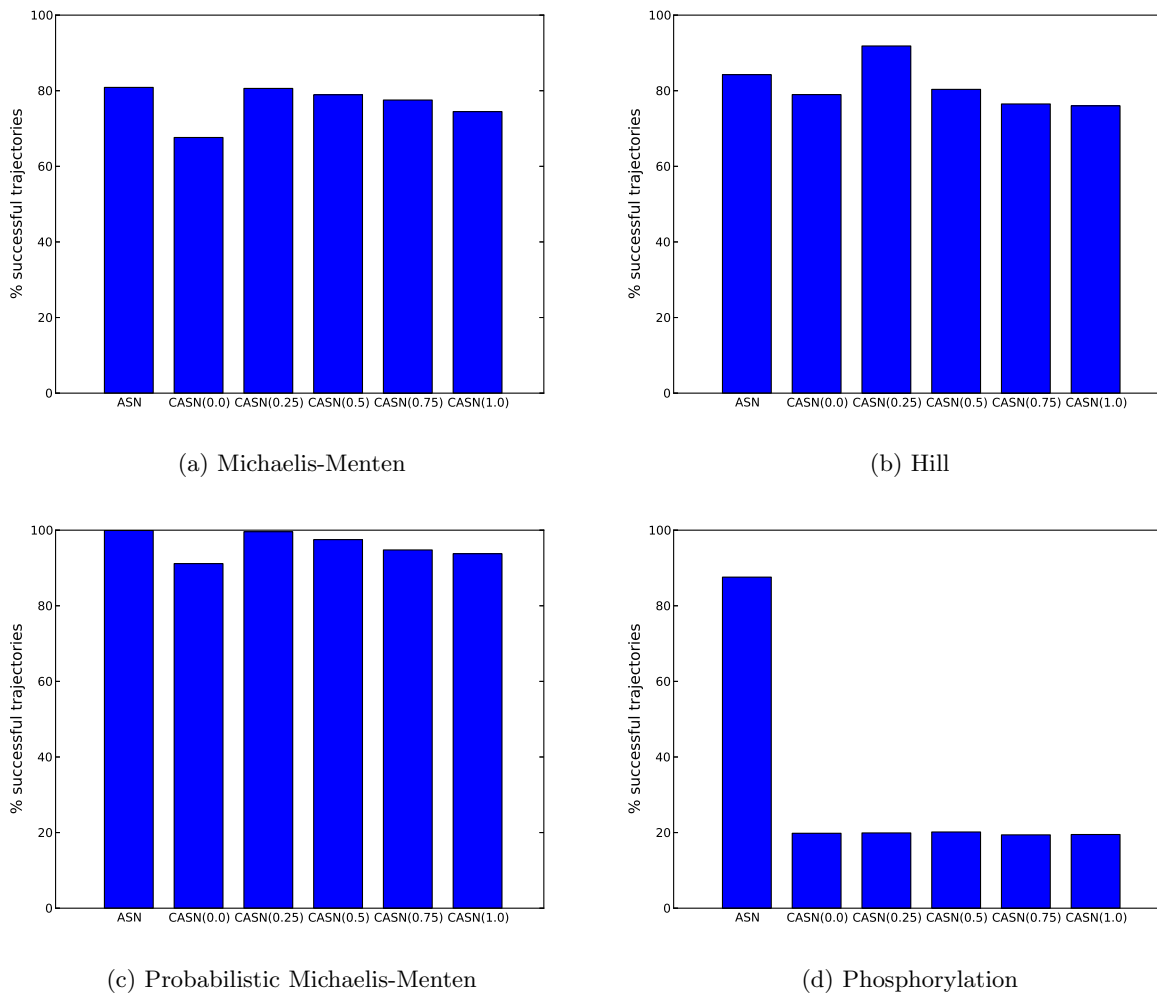 100
80
60
40
20
0
% successful trajectories
ASN CASN(0.0) CASN(0.25) CASN(0.5) CASN(0.75) CASN(1.0)
(a) Michaelis-Menten
100
80
60
40
20
0
% successful trajectories
ASN CASN(0.0) CASN(0.25) CASN(0.5) CASN(0.75) CASN(1.0)
(b) Hill
100
80
60
40
20
0
% successful trajectories
ASN CASN(0.0) CASN(0.25) CASN(0.5) CASN(0.75) CASN(1.0)
(c) Probabilistic Michaelis-Menten
100
80
60
40
20
0
% successful trajectories
ASN CASN(0.0) CASN(0.25) CASN(0.5) CASN(0.75) CASN(1.0)
(d) Phosphorylation